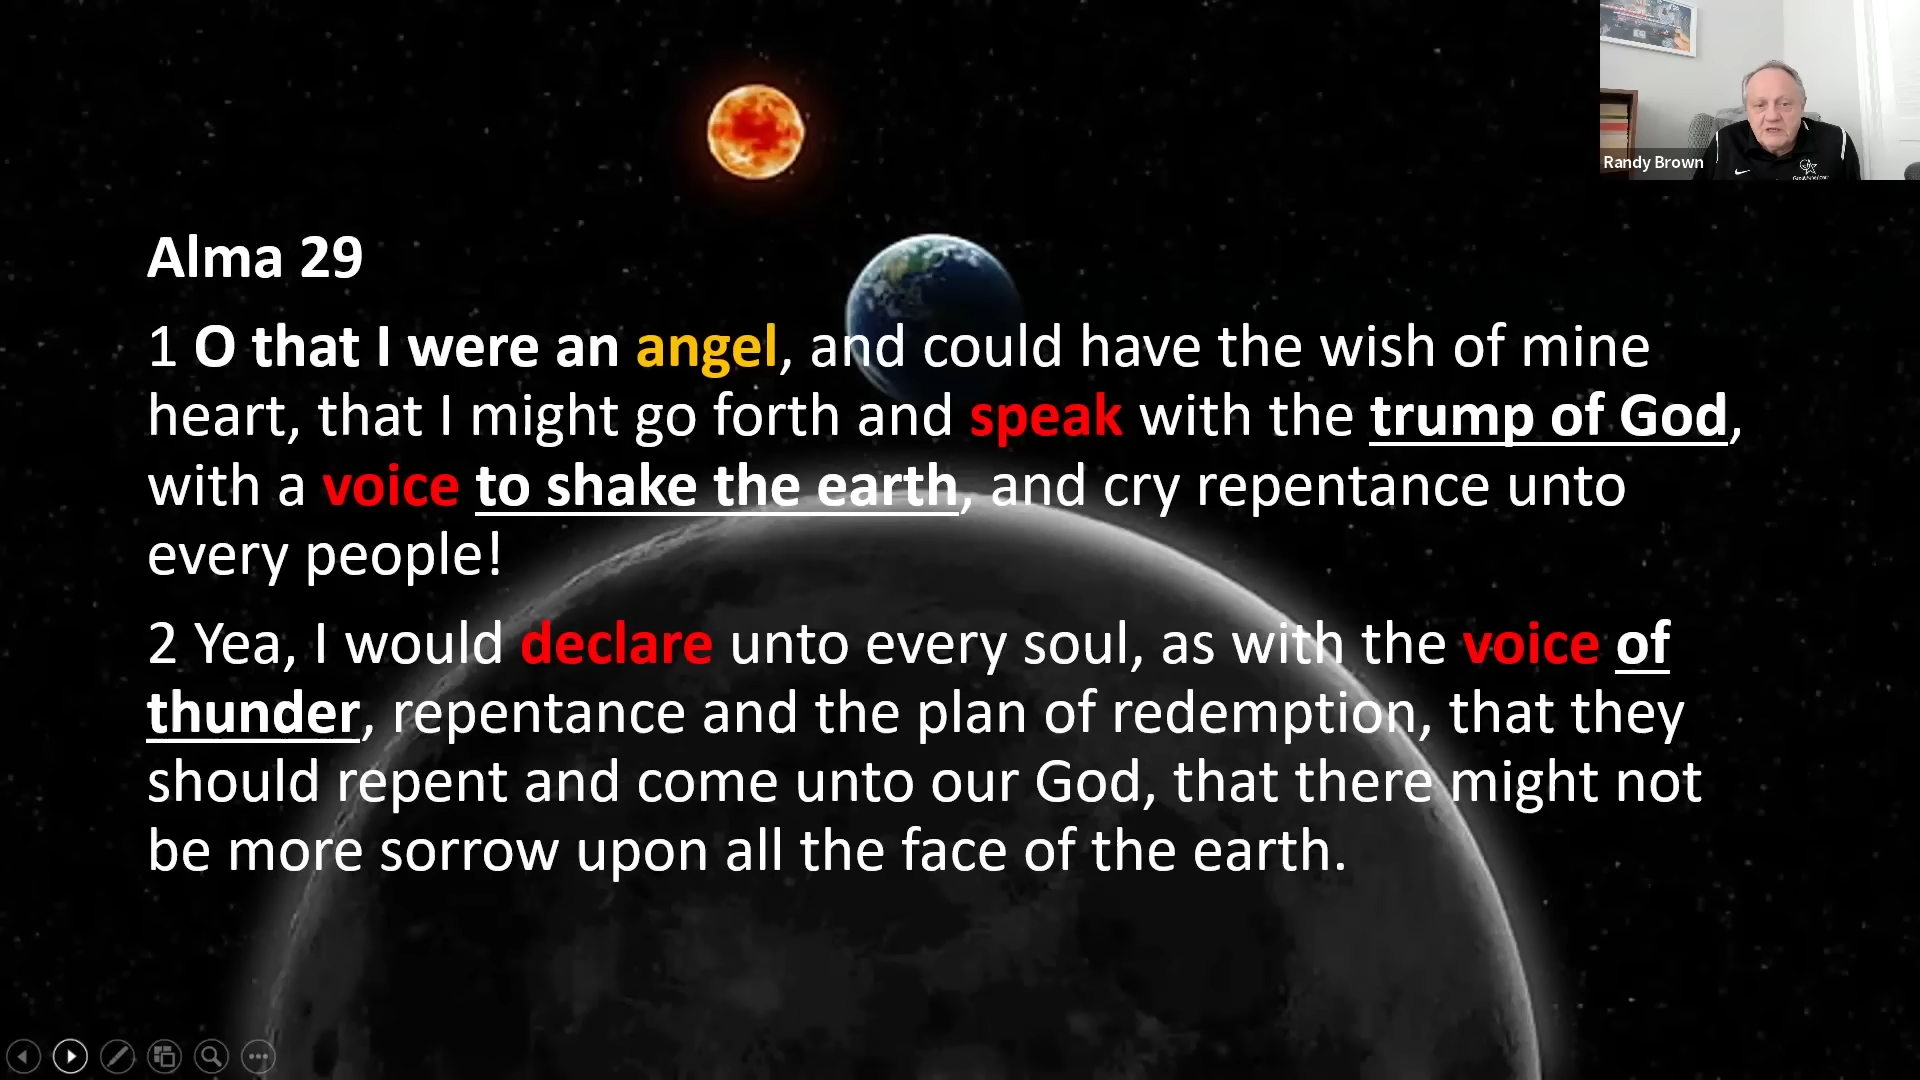 Randy Brown
Alma 29
1 O that I were an angel, and could have the wish of mine
heart, that I might go forth and speak with the trump of God,
with a voice to shake the earth, and cry repentance unto
every people!
2 Yea, I would declare unto every soul, as with the voice of
thunder, repentance and the plan of redemption, that they
should repent and come unto our God, that there might not
be more sorrow upon all the face of the earth.